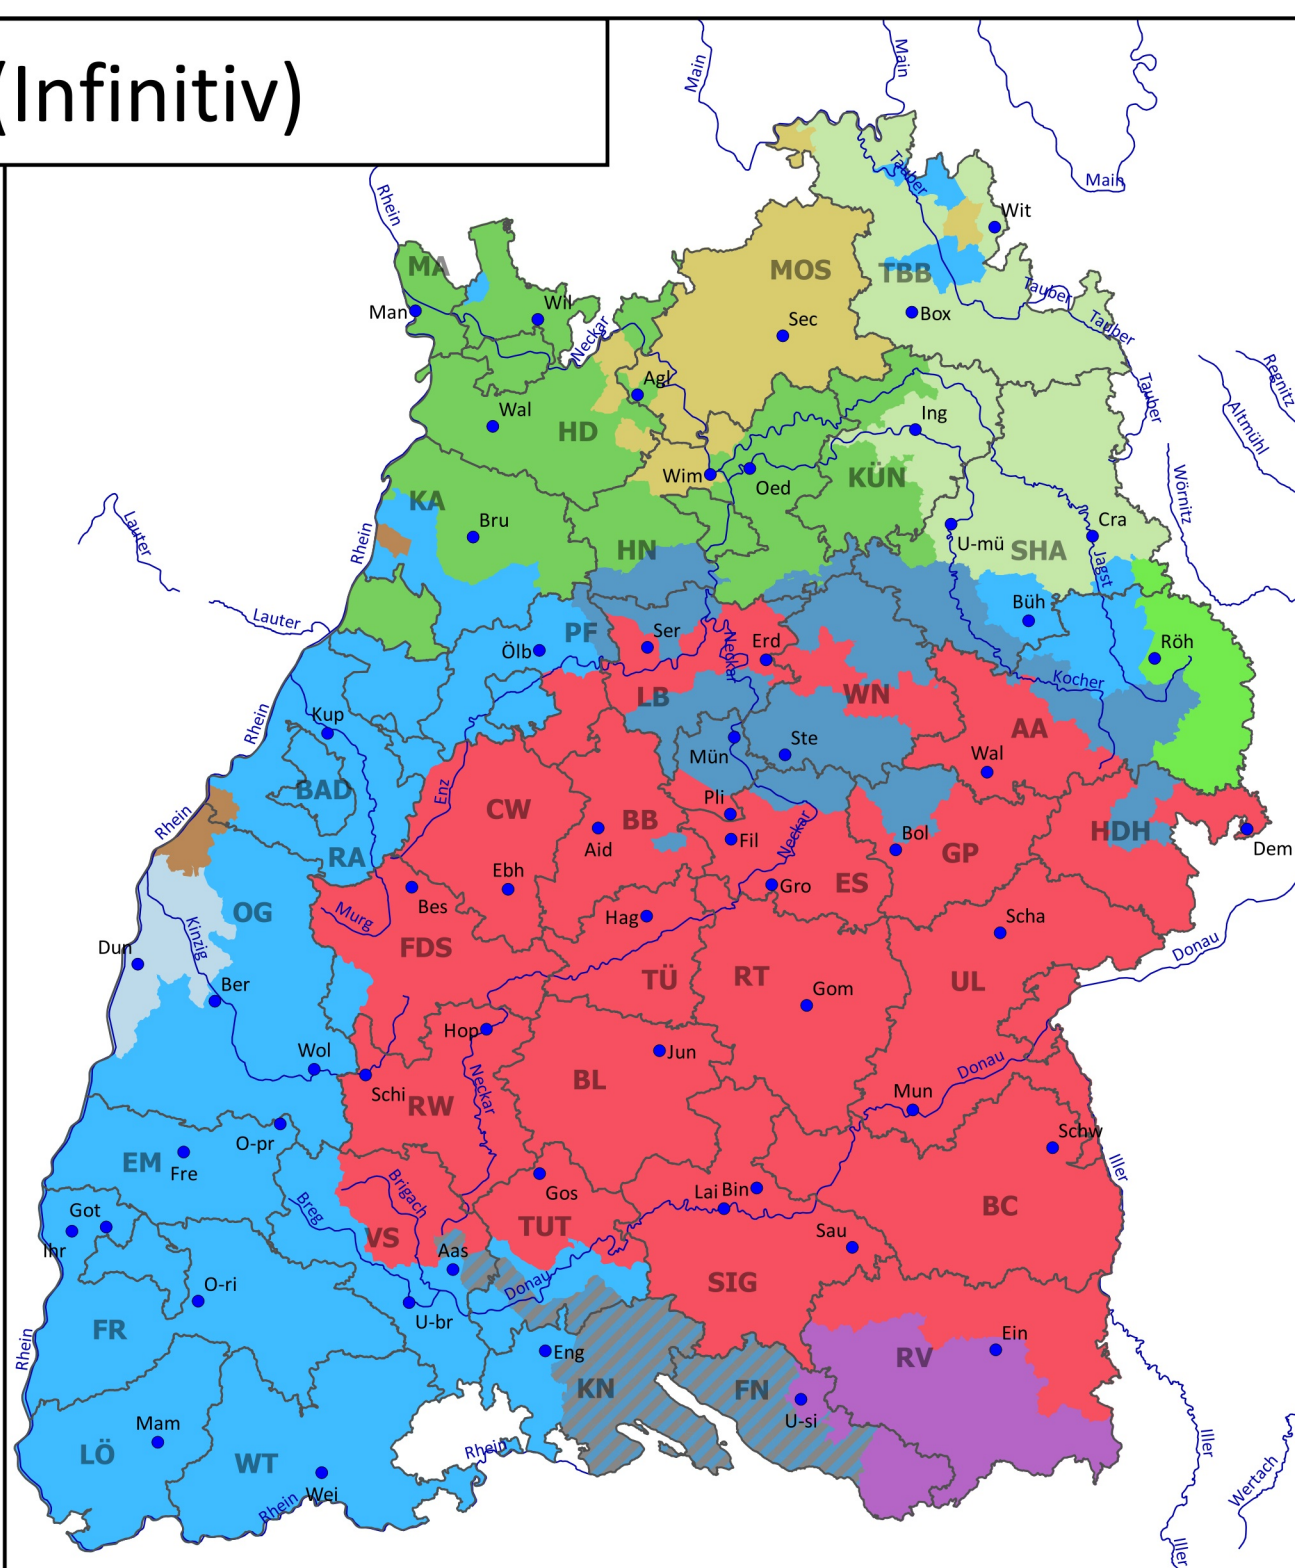 (Infinitiv)
Main
Main
Main
Rhein
Tauber
Wit
MA
MOS
TBB
Tauber
Man
Wil
Sec
Box
Tauber
Neckar
Regnitz
Agl
Tauber
Wal
HD
Ing
Altmühl
Wim
Oed
KÜN
Wörnitz
KA
Bru
Cra
Lauter
Rhein
HN
U-mü
SHA
Jagst
Lauter
Büh
PF
Ser
Erd
Röh
Ölb
Neckar
Kocher
LB
WN
Rhein
Kup
AA
Mün
Ste
Wal
BAD
Enz
Pli
Rhein
CW
BB
Fil
Neckar
Bol
HDH
Aid
GP
Dem
RA
Ebh
Gro
ES
OG
Murg
Bes
Hag
Scha
Kinzig
Dun
FDS
Donau
Ber
TÜ
RT
Gom
UL
Hop
Wol
Jun
Donau
Schi
RW
Neckar
BL
Mun
O-pr
Schw
EM
Fre
Iller
Brigach
Gos
Lai
Bin
Breg
Got
BC
Ihr
VS
TUT
Sau
Aas
O-ri
Donau
SIG
U-br
FR
Rhein
Eng
Ein
RV
KN
FN
U-si
Mam
LÖ
WT
Rhein
Iller
Wei
Rhein
Wertach
Iller